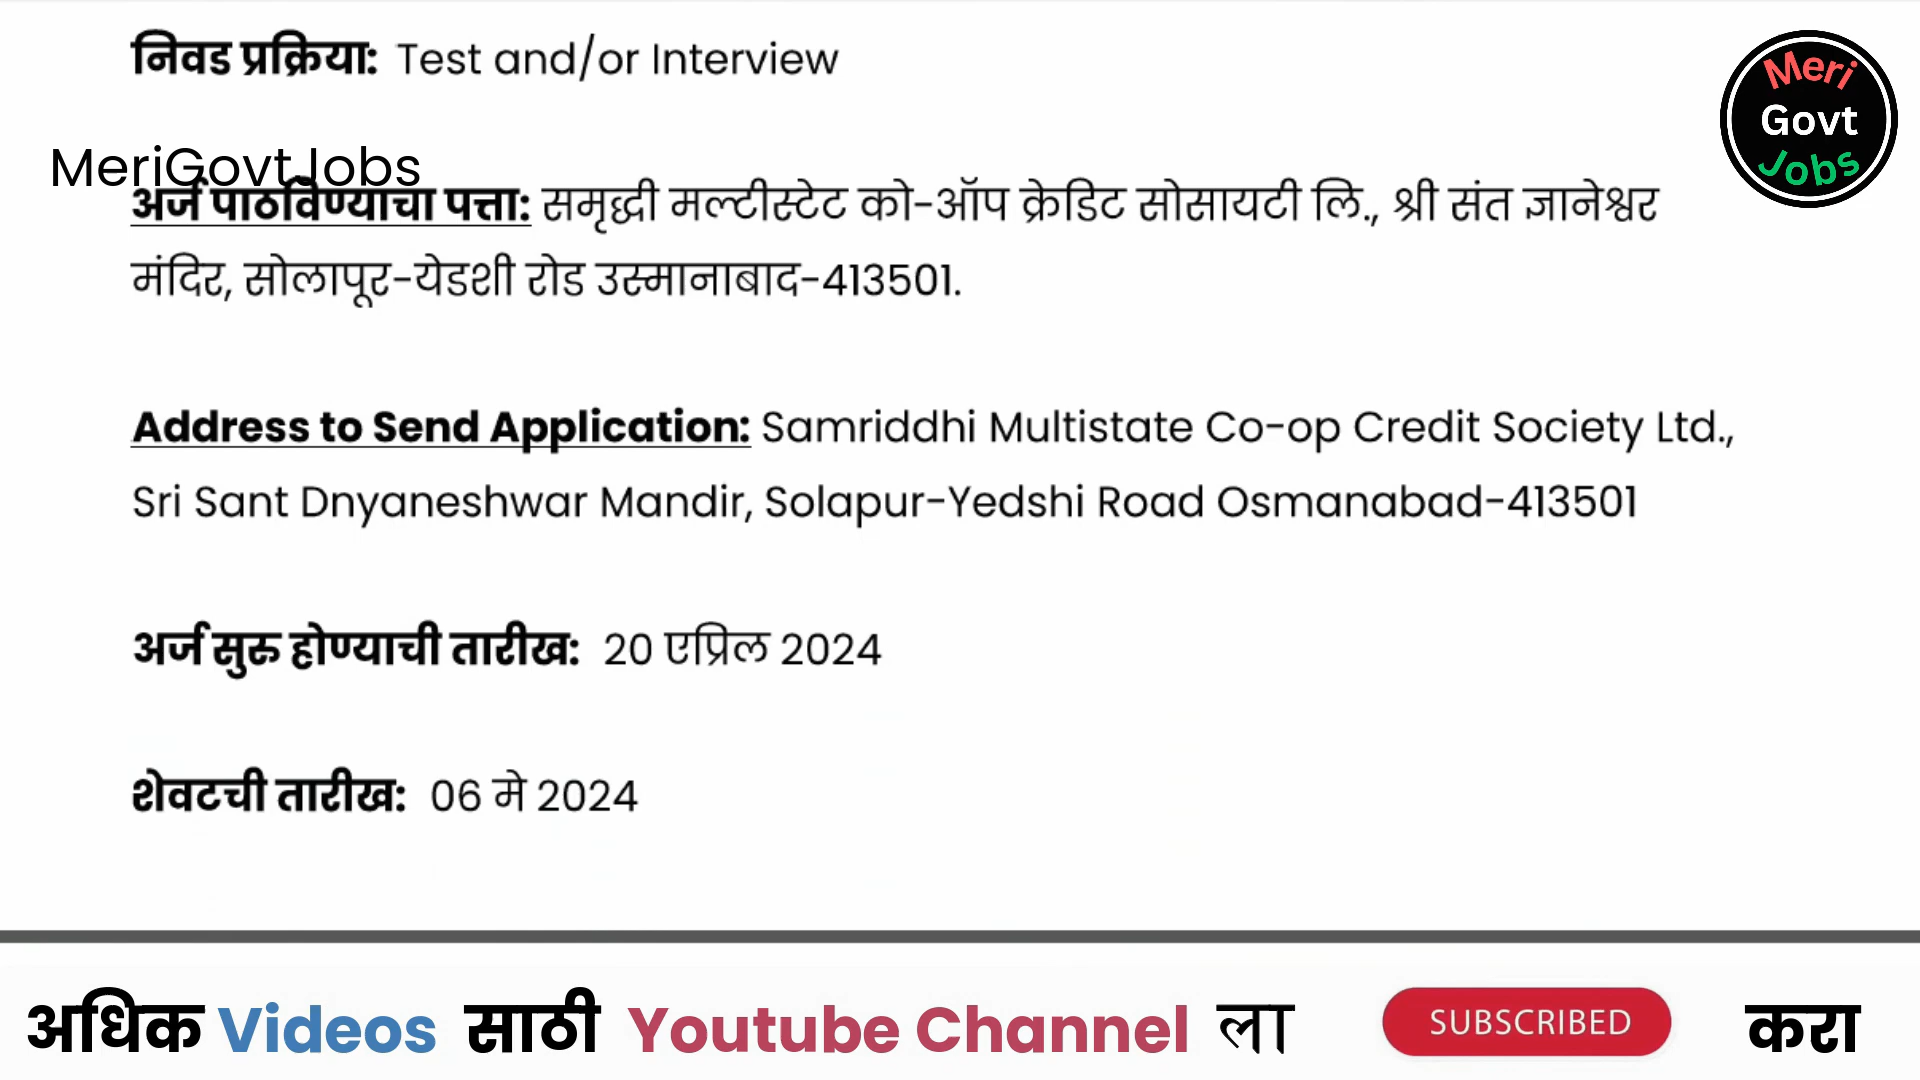 निवड प्रक्रिया: Test and/or Interview
Meri
Govt
Jobs
MeriGovtJobs
अर्ज पाठविण्याचा पत्ता: समृद्धी मल्टीस्टेट को-ऑप क्रेडिट सोसायटी लि., श्री संत ज्ञानेश्वर
मंदिर, सोलापूर-येडशी रोड उस्मानाबाद-413501.
Address to Send Application: Samriddhi Multistate Co-op Credit Society Ltd.,
Sri Sant Dnyaneshwar Mandir, Solapur-Yedshi Road Osmanabad-413501
अर्ज सुरु होण्याची तारीख: 20 एप्रिल 2024
शेवटची तारीख: 06 मे 2024
अधिक Videos साठी Youtube Channel ला SUBSCRIBED करा